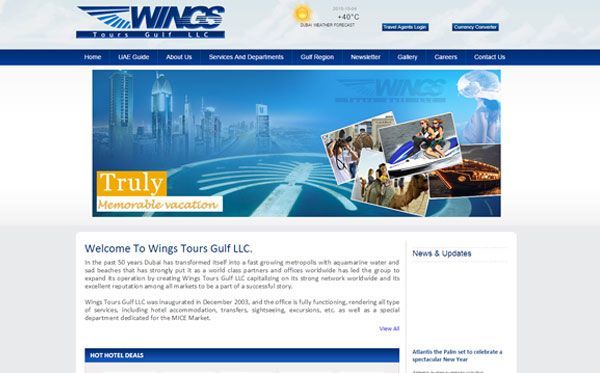 WINGS
Tours Gulf LLC
2010-10-04
+40°C
DUBAI WEATHER FORECAST
Travel Agents Login
Currency Converter
Home UAE Guide About Us Services And Departments Gulf Region Newsletter Gallery Careers Contact Us
WINGS
Tours Gulf LLC
Truly
Memorable vacation
Welcome To Wings Tours Gulf LLC.
In the past 50 years Dubai has transformed itself into a fast growing metropolis with aquamarine water and
sad beaches that has strongly put it as a world class partners and offices worldwide has led the group to
expand its operation by creating Wings Tours Gulf LLC capitalizing on its strong network worldwide and its
excellent reputation among all markets to be a part of a successful story.
Wings Tours Gulf LLC was inaugurated in December 2003, and the office is fully functioning, rendering all type
of services, including hotel accommodation, transfers, sightseeing, excursions, etc. as well as a special
department dedicated for the MICE Market.
View All
HOT HOTEL DEALS
News & Updates
Atlantis the Palm set to celebrate a
spectacular New Year